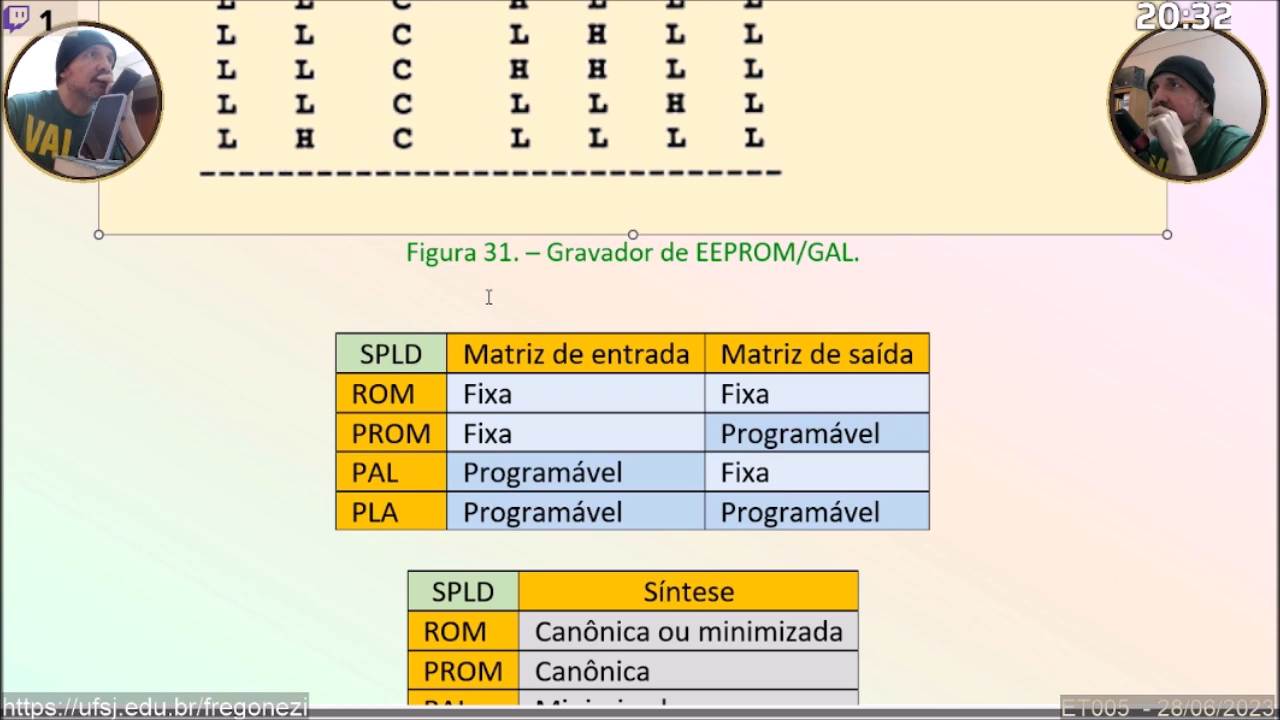 1
20:32
L L C L H L L
L L C H H L L
L L C L L H L
L H C L L L L
VAL
Figura 31. – Gravador de EEPROM/GAL.
SPLD Matriz de entrada Matriz de saída
ROM Fixa Fixa
PROM Fixa Programável
PAL Programável Fixa
PLA Programável Programável
SPLD Síntese
ROM Canônica ou minimizada
PROM Canônica
https://ufsj.edu.br/fregonezi
ET005 - 28/06/2023